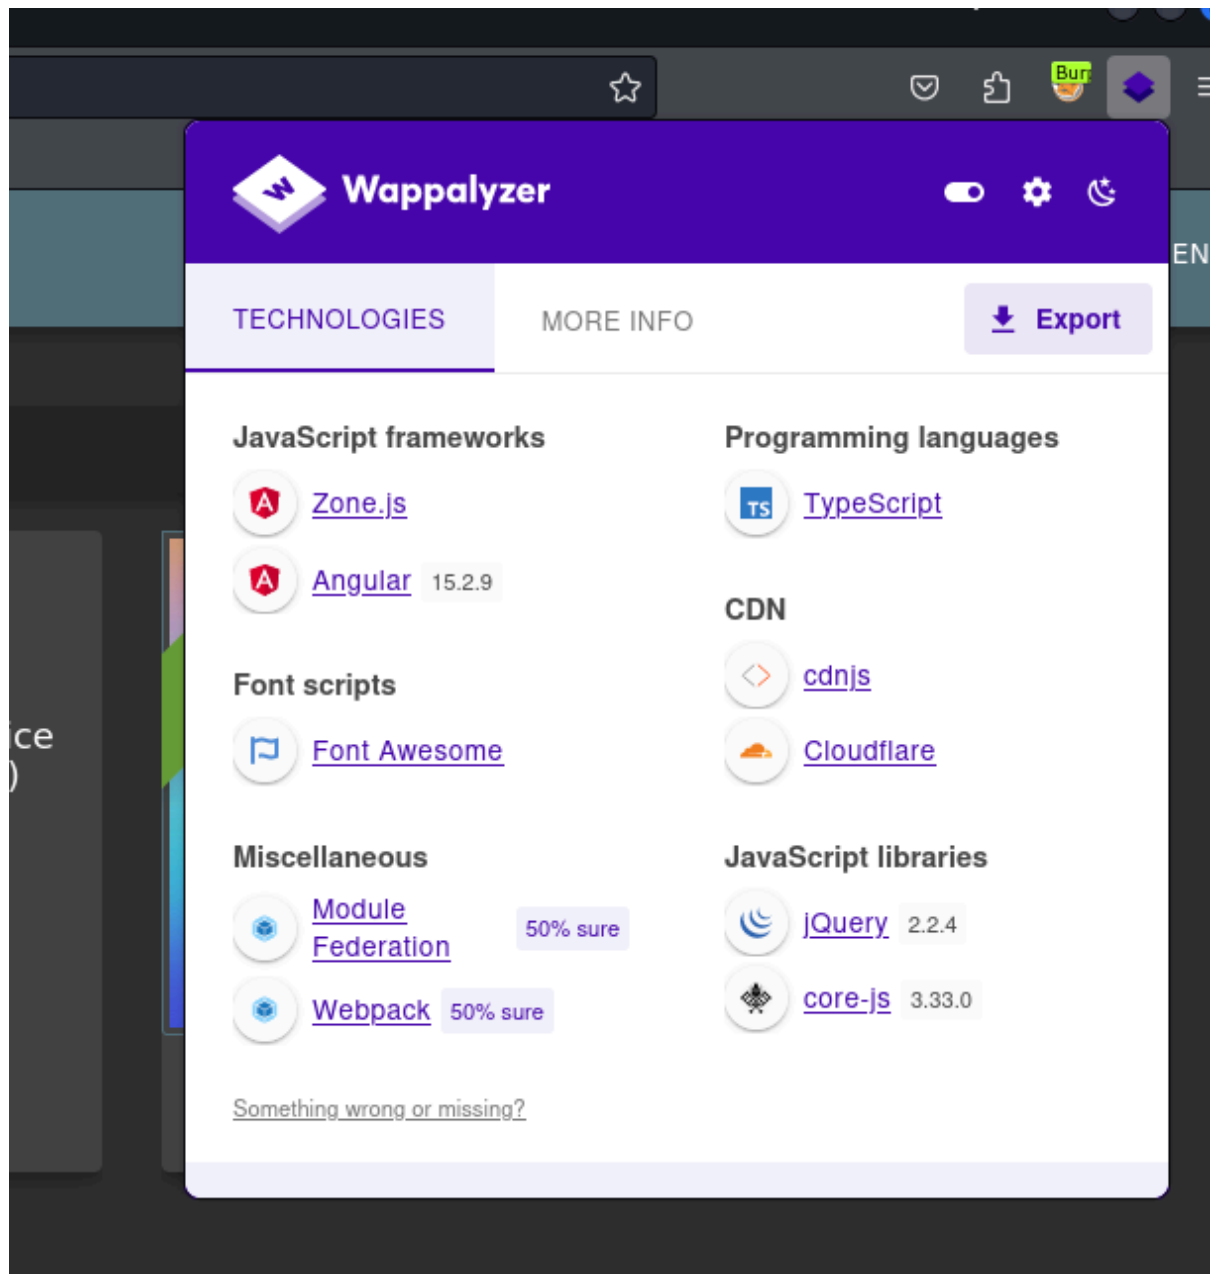 Bur
EN
Wappalyzer
TECHNOLOGIES
MORE INFO
Export
JavaScript frameworks
Zone.js
Angular 15.2.9
Font scripts
Font Awesome
Miscellaneous
Module
Federation
50% sure
Webpack 50% sure
Something wrong or missing?
Programming languages
TS TypeScript
CDN
cdnjs
Cloudflare
JavaScript libraries
jQuery 2.2.4
core-js 3.33.0
ice
)